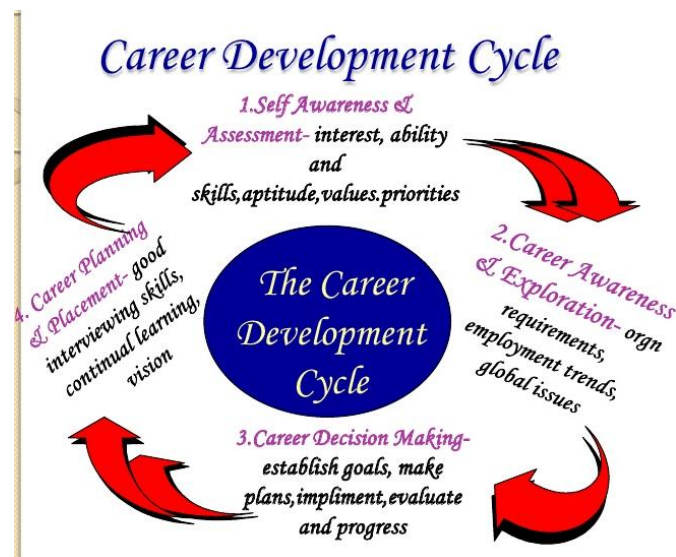 Career Development Cycle
1.Self Awareness &
Assessment- interest, ability
and
skills,aptitude,values.priorities
2.Career Awareness
& Exploration- orgn
requirements,
employment trends,
global issues
3.Career Decision Making-
establish goals, make
plans,impliment,evaluate
and progress
4. Career Planning
& Placement- good
interviewing skills,
continual learning,
vision
The Career
Development
Cycle